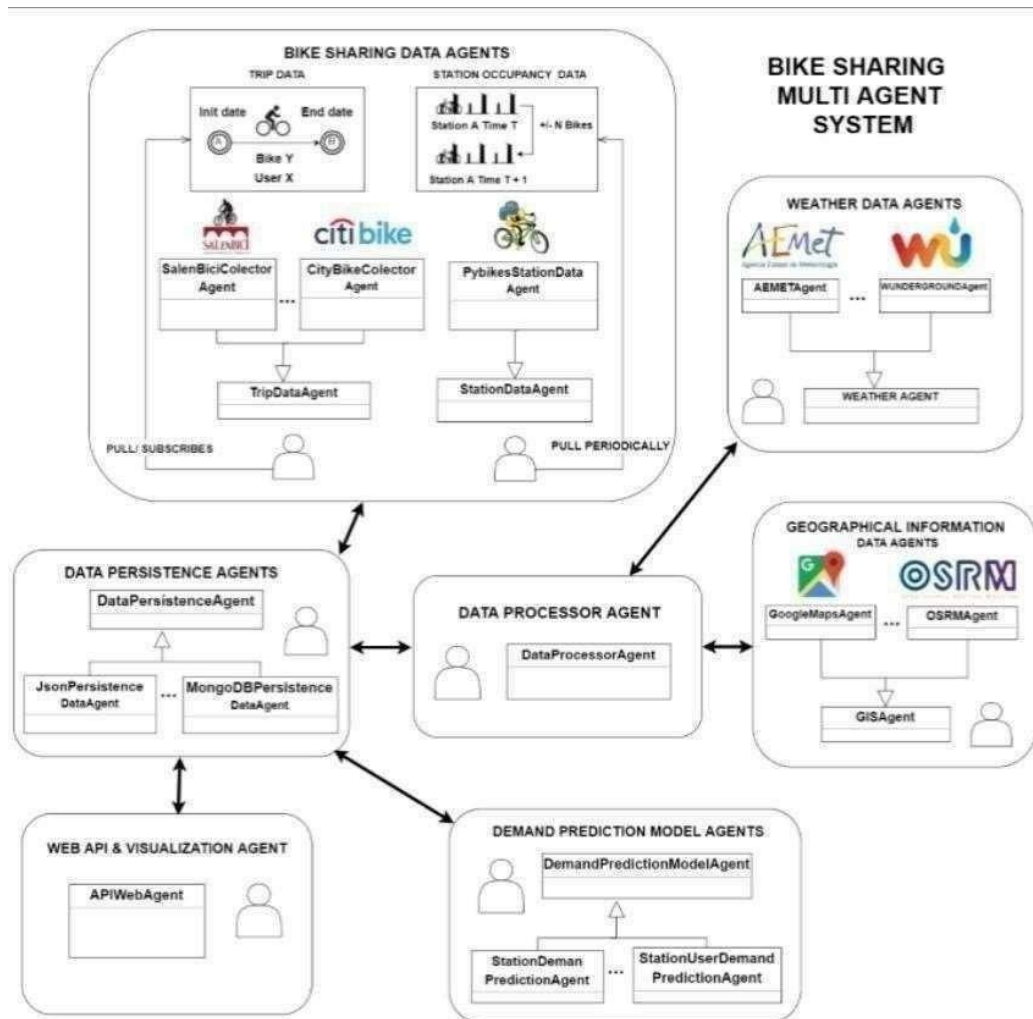 BIKE SHARING DATA AGENTS
TRIP DATA
STATION OCCUPANCY DATA
Init date
End date
A
B
Bike Y
User X
Station A Time T
+/- N Bikes
Station A Time T + 1
BIKE SHARING
MULTI AGENT
SYSTEM
SALENBICI
citibike
SalenBiciColector
Agent
...
CityBikeColector
Agent
PybikesStationData
Agent
TripDataAgent
StationDataAgent
PULL/ SUBSCRIBES
PULL PERIODICALLY
WEATHER DATA AGENTS
AEMet
WU
AEMETAgent
...
WUNDERGROUNDAgent
WEATHER AGENT
GEOGRAPHICAL INFORMATION
DATA AGENTS
G
OSRM
GoogleMapsAgent
...
OSRMAgent
GISAgent
DATA PERSISTENCE AGENTS
DataPersistenceAgent
JsonPersistence
DataAgent
...
MongoDBPersistence
DataAgent
DATA PROCESSOR AGENT
DataProcessorAgent
WEB API & VISUALIZATION AGENT
APIWebAgent
DEMAND PREDICTION MODEL AGENTS
DemandPredictionModelAgent
StationDeman
PredictionAgent
...
StationUserDemand
PredictionAgent